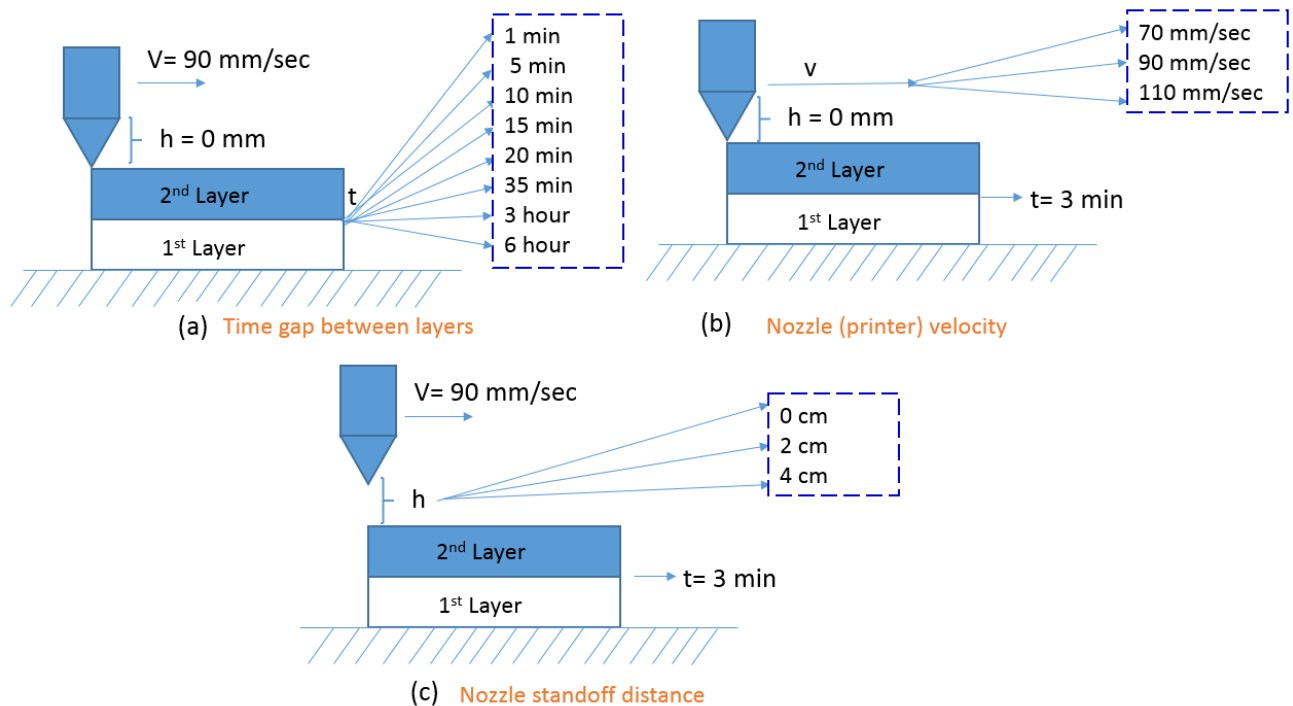 V= 90 mm/sec
h = 0 mm
2nd Layer
1st Layer
t
1 min
5 min
10 min
15 min
20 min
35 min
3 hour
6 hour
(a) Time gap between layers
v
h = 0 mm
70 mm/sec
90 mm/sec
110 mm/sec
2nd Layer
1st Layer
t= 3 min
(b) Nozzle (printer) velocity
V= 90 mm/sec
h
0 cm
2 cm
4 cm
2nd Layer
1st Layer
t= 3 min
(c) Nozzle standoff distance